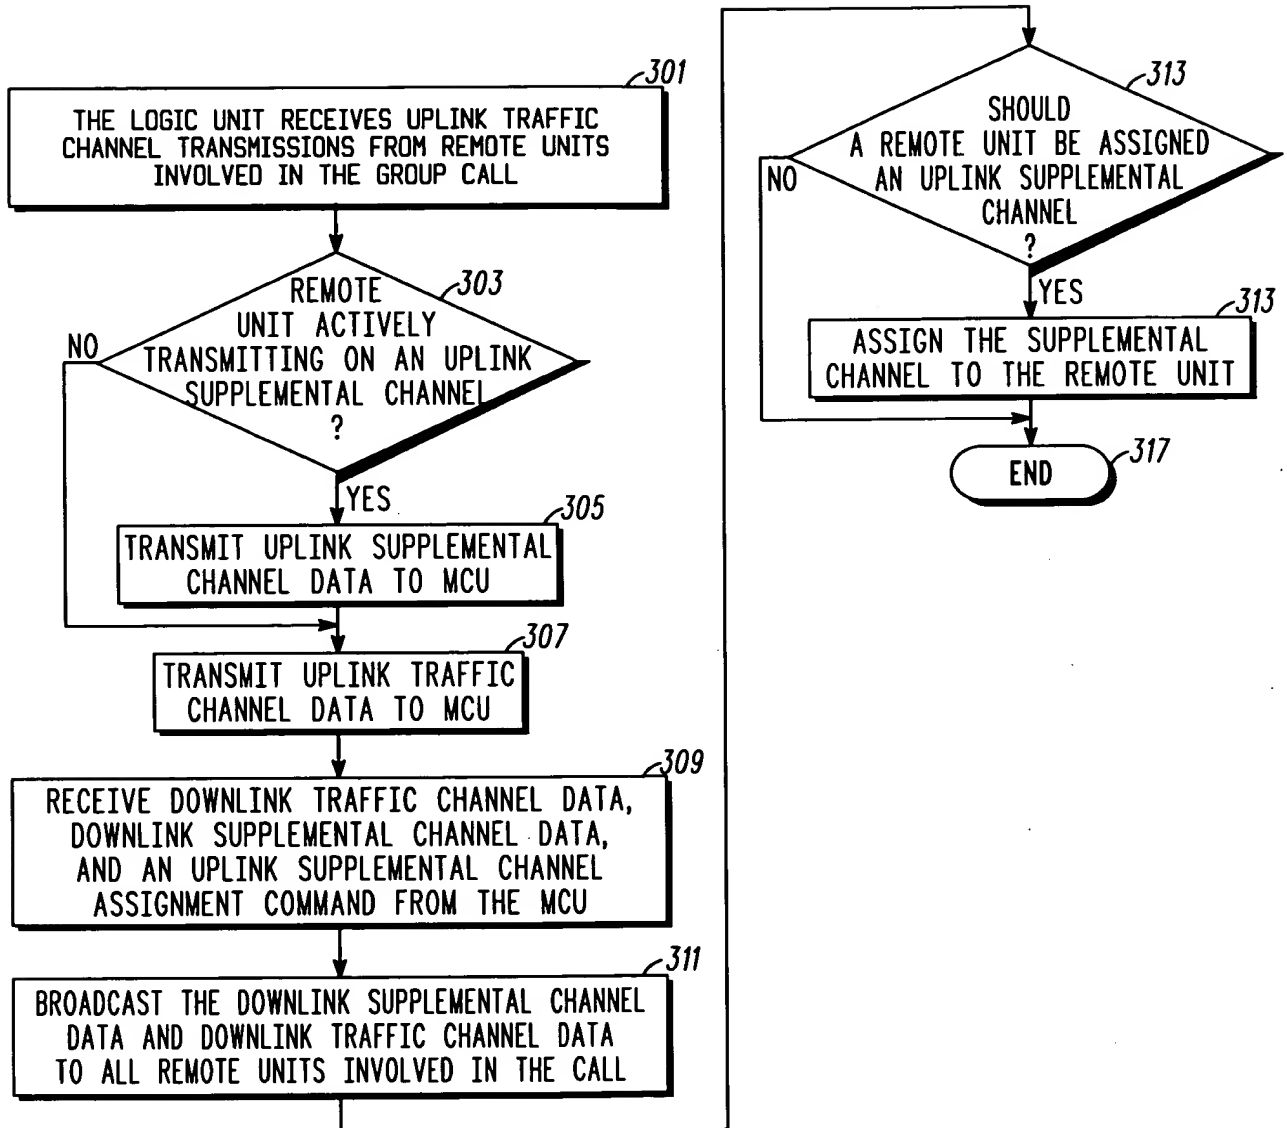 301
THE LOGIC UNIT RECEIVES UPLINK TRAFFIC
CHANNEL TRANSMISSIONS FROM REMOTE UNITS
INVOLVED IN THE GROUP CALL
303
REMOTE
UNIT ACTIVELY
TRANSMITTING ON AN UPLINK
SUPPLEMENTAL CHANNEL
?
NO
YES
305
TRANSMIT UPLINK SUPPLEMENTAL
CHANNEL DATA TO MCU
307
TRANSMIT UPLINK TRAFFIC
CHANNEL DATA TO MCU
309
RECEIVE DOWNLINK TRAFFIC CHANNEL DATA,
DOWNLINK SUPPLEMENTAL CHANNEL DATA,
AND AN UPLINK SUPPLEMENTAL CHANNEL
ASSIGNMENT COMMAND FROM THE MCU
311
BROADCAST THE DOWNLINK SUPPLEMENTAL CHANNEL
DATA AND DOWNLINK TRAFFIC CHANNEL DATA
TO ALL REMOTE UNITS INVOLVED IN THE CALL
313
SHOULD
A REMOTE UNIT BE ASSIGNED
AN UPLINK SUPPLEMENTAL
CHANNEL
?
NO
YES
313
ASSIGN THE SUPPLEMENTAL
CHANNEL TO THE REMOTE UNIT
317
END